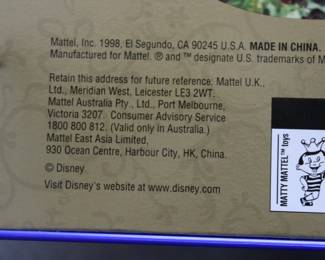 Mattel, Inc. 1998, El Segundo, CA 90245 U.S.A. MADE IN CHINA.
Manufactured for Mattel. ® and ™ designate U.S. trademarks of M
Retain this address for future reference: Mattel U.K.,
Ltd., Meridian West, Leicester LE3 2WT.
Mattel Australia Pty., Ltd., Port Melbourne,
Victoria 3207. Consumer Advisory Service
1800 800 812. (Valid only in Australia.)
Mattel East Asia Limited,
930 Ocean Centre, Harbour City, HK, China.
© Disney
Visit Disney's website at www.disney.com
MATTY MATTEL™ toys